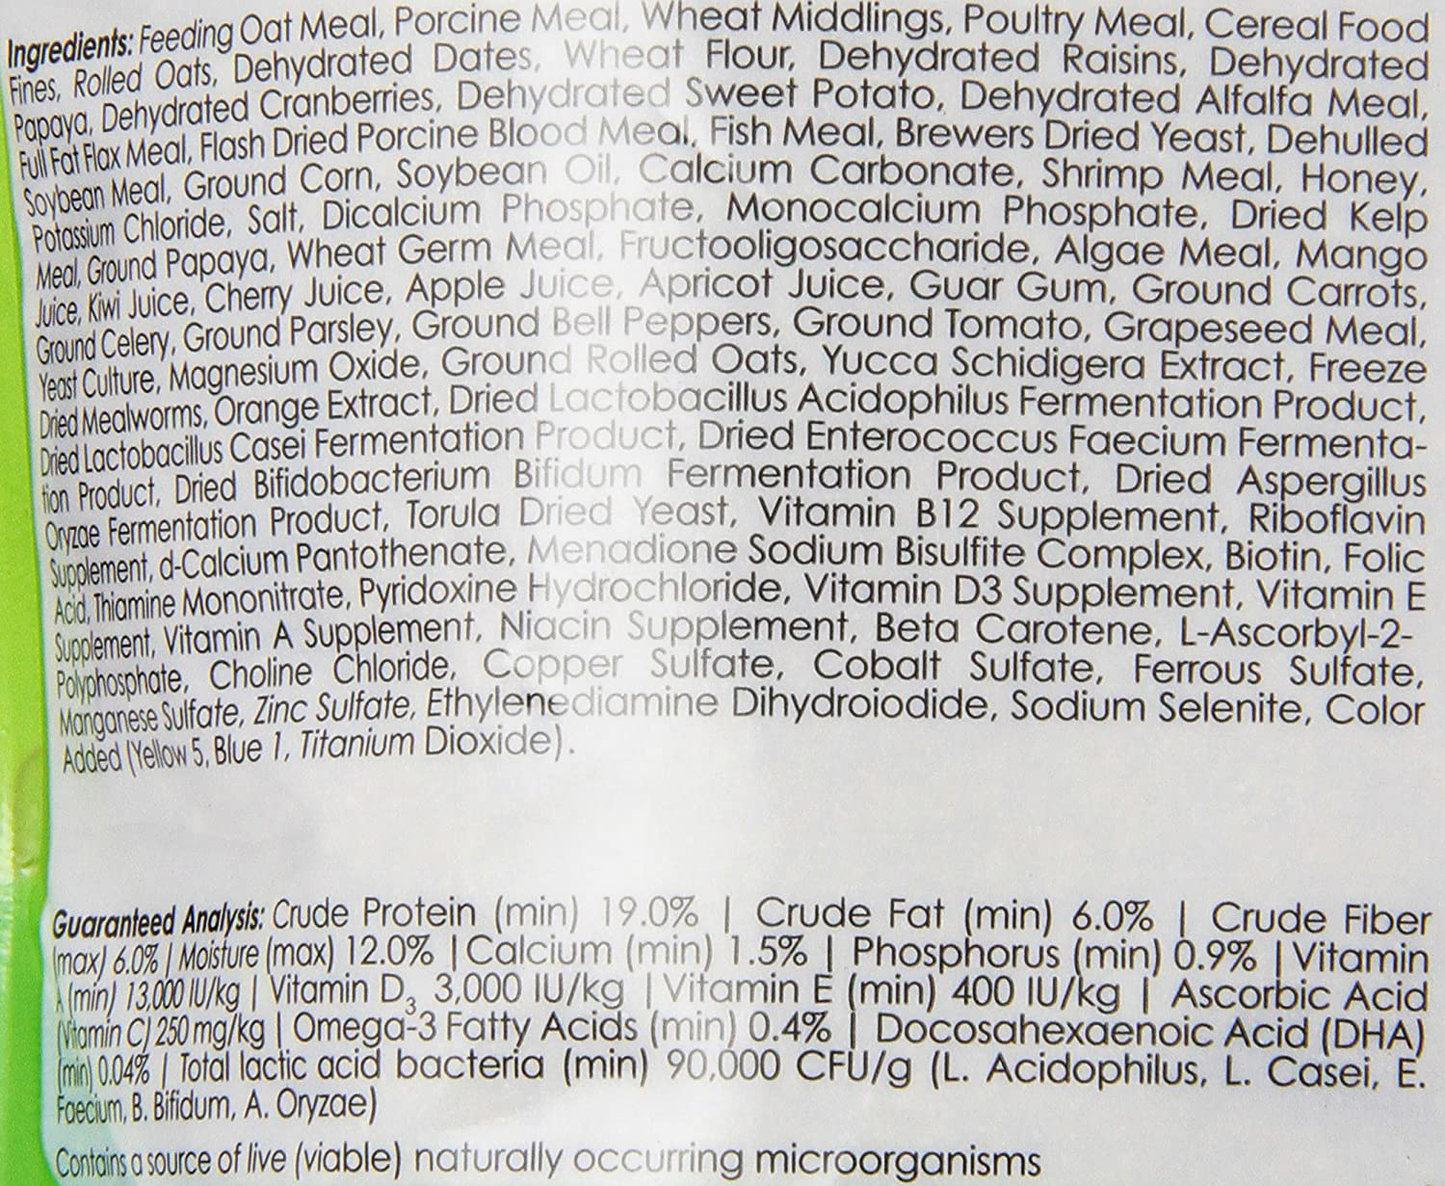 Ingredients: Feeding Oat Meal, Porcine Meal, Wheat Middlings, Poultry Meal, Cereal Food
Fines, Rolled Oats, Dehydrated Dates, Wheat Flour, Dehydrated Raisins, Dehydrated
Papaya, Dehydrated Cranberries, Dehydrated Sweet Potato, Dehydrated Alfalfa Meal,
Full Fat Flax Meal, Flash Dried Porcine Blood Meal, Fish Meal, Brewers Dried Yeast, Dehulled
Soybean Meal, Ground Corn, Soybean Oil, Calcium Carbonate, Shrimp Meal, Honey,
Potassium Chloride, Salt, Dicalcium Phosphate, Monocalcium Phosphate, Dried Kelp
Meal, Ground Papaya, Wheat Germ Meal, Fructooligosaccharide, Algae Meal, Mango
Juice, Kiwi Juice, Cherry Juice, Apple Juice, Apricot Juice, Guar Gum, Ground Carrots,
Ground Celery, Ground Parsley, Ground Bell Peppers, Ground Tomato, Grapeseed Meal,
Yeast Culture, Magnesium Oxide, Ground Rolled Oats, Yucca Schidigera Extract, Freeze
Dried Mealworms, Orange Extract, Dried Lactobacillus Acidophilus Fermentation Product,
Dried Lactobacillus Casei Fermentation Product, Dried Enterococcus Faecium Fermenta-
tion Product, Dried Bifidobacterium Bifidum Fermentation Product, Dried Aspergillus
Oryzae Fermentation Product, Torula Dried Yeast, Vitamin B12 Supplement, Riboflavin
Supplement, d-Calcium Pantothenate, Menadione Sodium Bisulfite Complex, Biotin, Folic
Acid, Thiamine Mononitrate, Pyridoxine Hydrochloride, Vitamin D3 Supplement, Vitamin E
Supplement, Vitamin A Supplement, Niacin Supplement, Beta Carotene, L-Ascorbyl-2-
Polyphosphate, Choline Chloride, Copper Sulfate, Cobalt Sulfate, Ferrous Sulfate,
Manganese Sulfate, Zinc Sulfate, Ethylenediamine Dihydroiodide, Sodium Selenite, Color
Added (Yellow 5, Blue 1, Titanium Dioxide).
Guaranteed Analysis: Crude Protein (min) 19.0% | Crude Fat (min) 6.0% | Crude Fiber
(max) 6.0% | Moisture (max) 12.0% | Calcium (min) 1.5% | Phosphorus (min) 0.9% | Vitamin
A (min) 13,000 IU/kg | Vitamin D3 3,000 IU/kg | Vitamin E (min) 400 IU/kg | Ascorbic Acid
(Vitamin C) 250 mg/kg | Omega-3 Fatty Acids (min) 0.4% | Docosahexaenoic Acid (DHA)
(min) 0.04% | Total lactic acid bacteria (min) 90,000 CFU/g (L. Acidophilus, L. Casei, E.
Faecium, B. Bifidum, A. Oryzae)
Contains a source of live (viable) naturally occurring microorganisms